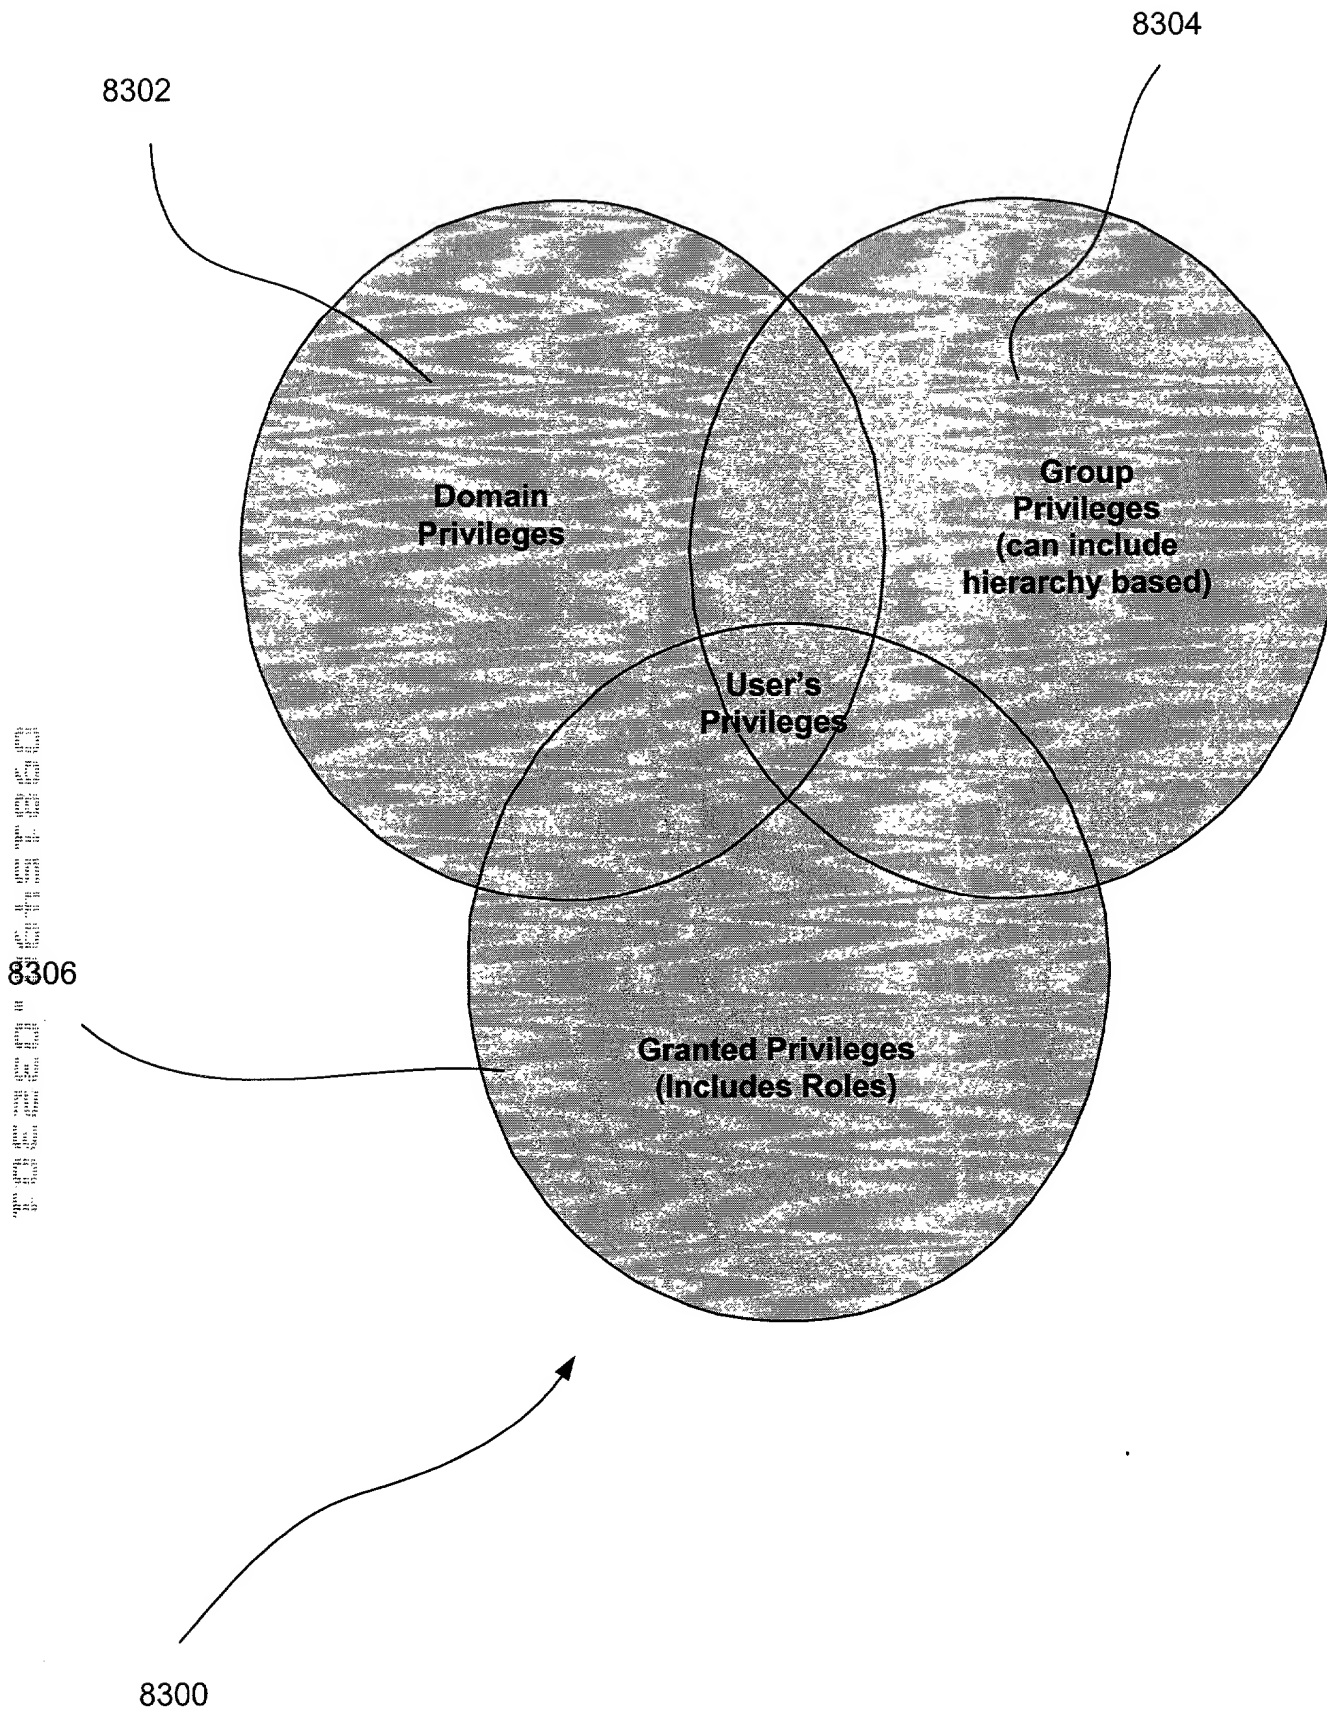 8304
8302
Domain
Privileges
Group
Privileges
(can include
hierarchy based)
User's
Privileges
8306
Granted Privileges
(Includes Roles)
8300